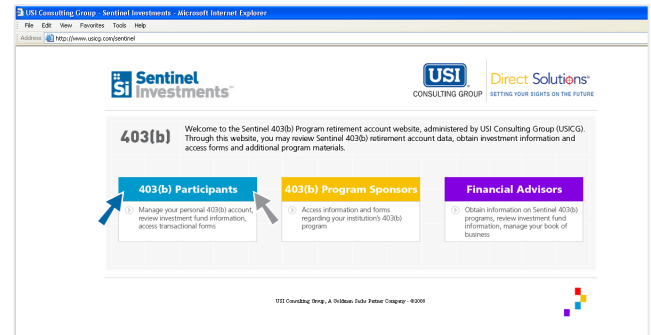 USI Consulting Group - Sentinel Investments - Microsoft Internet Explorer
File Edit View Favorites Tools Help
Address http://www.usicg.com/sentinel
Si Sentinel Investments
USI
CONSULTING GROUP
Direct Solutions
SETTING YOUR SIGHTS ON THE FUTURE
403(b)
Welcome to the Sentinel 403(b) Program retirement account website, administered by USI Consulting Group (USICG).
Through this website, you may review Sentinel 403(b) retirement account data, obtain investment information and
access forms and additional program materials.
403(b) Participants
Manage your personal 403(b) account,
review investment fund information,
access transactional forms
403(b) Program Sponsors
Access information and forms
regarding your institution's 403(b)
program
Financial Advisors
Obtain information on Sentinel 403(b)
programs, review investment fund
information, manage your book of
business
USI Consulting Group, A Goldman Sachs Partner Company - ©2008